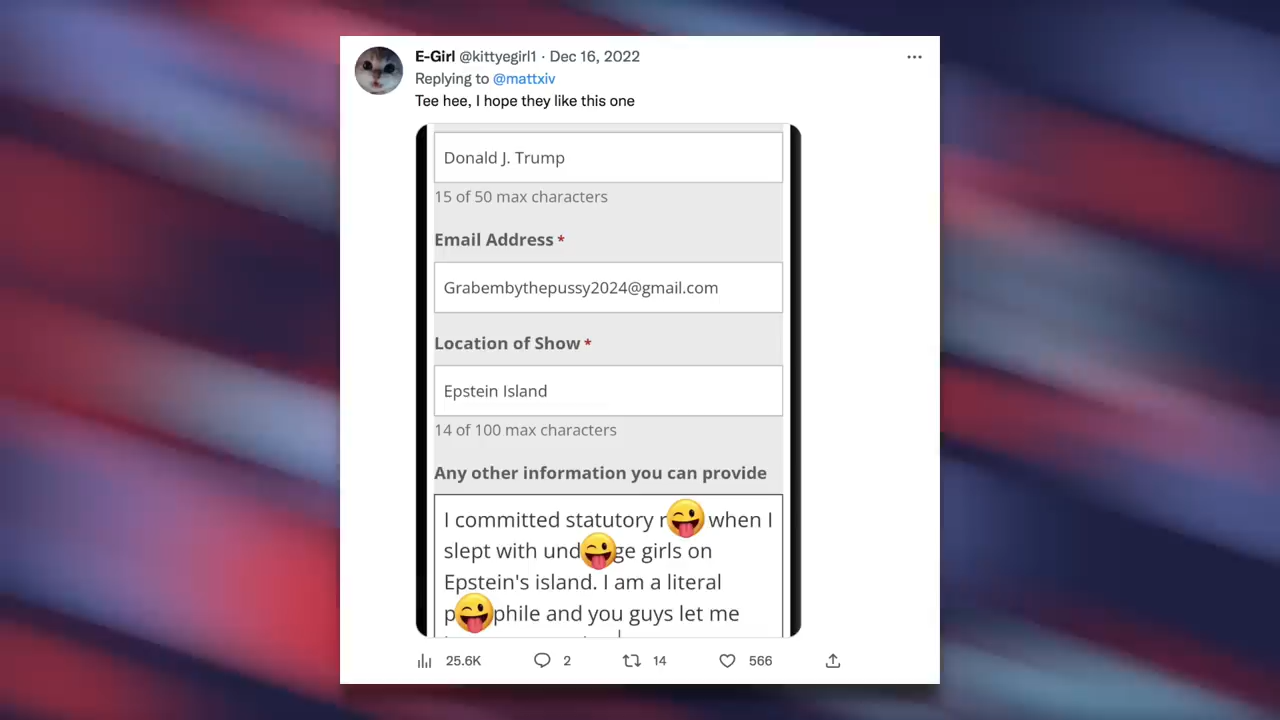 E-Girl @kittyegirl1 · Dec 16, 2022
Replying to @mattxiv
Tee hee, I hope they like this one
Donald J. Trump
15 of 50 max characters
Email Address *
Grabembythepussy2024@gmail.com
Location of Show *
Epstein Island
14 of 100 max characters
Any other information you can provide
I committed statutory r😜 when I
slept with und😜ge girls on
Epstein's island. I am a literal
p😜phile and you guys let me
25.6K 2 14 566